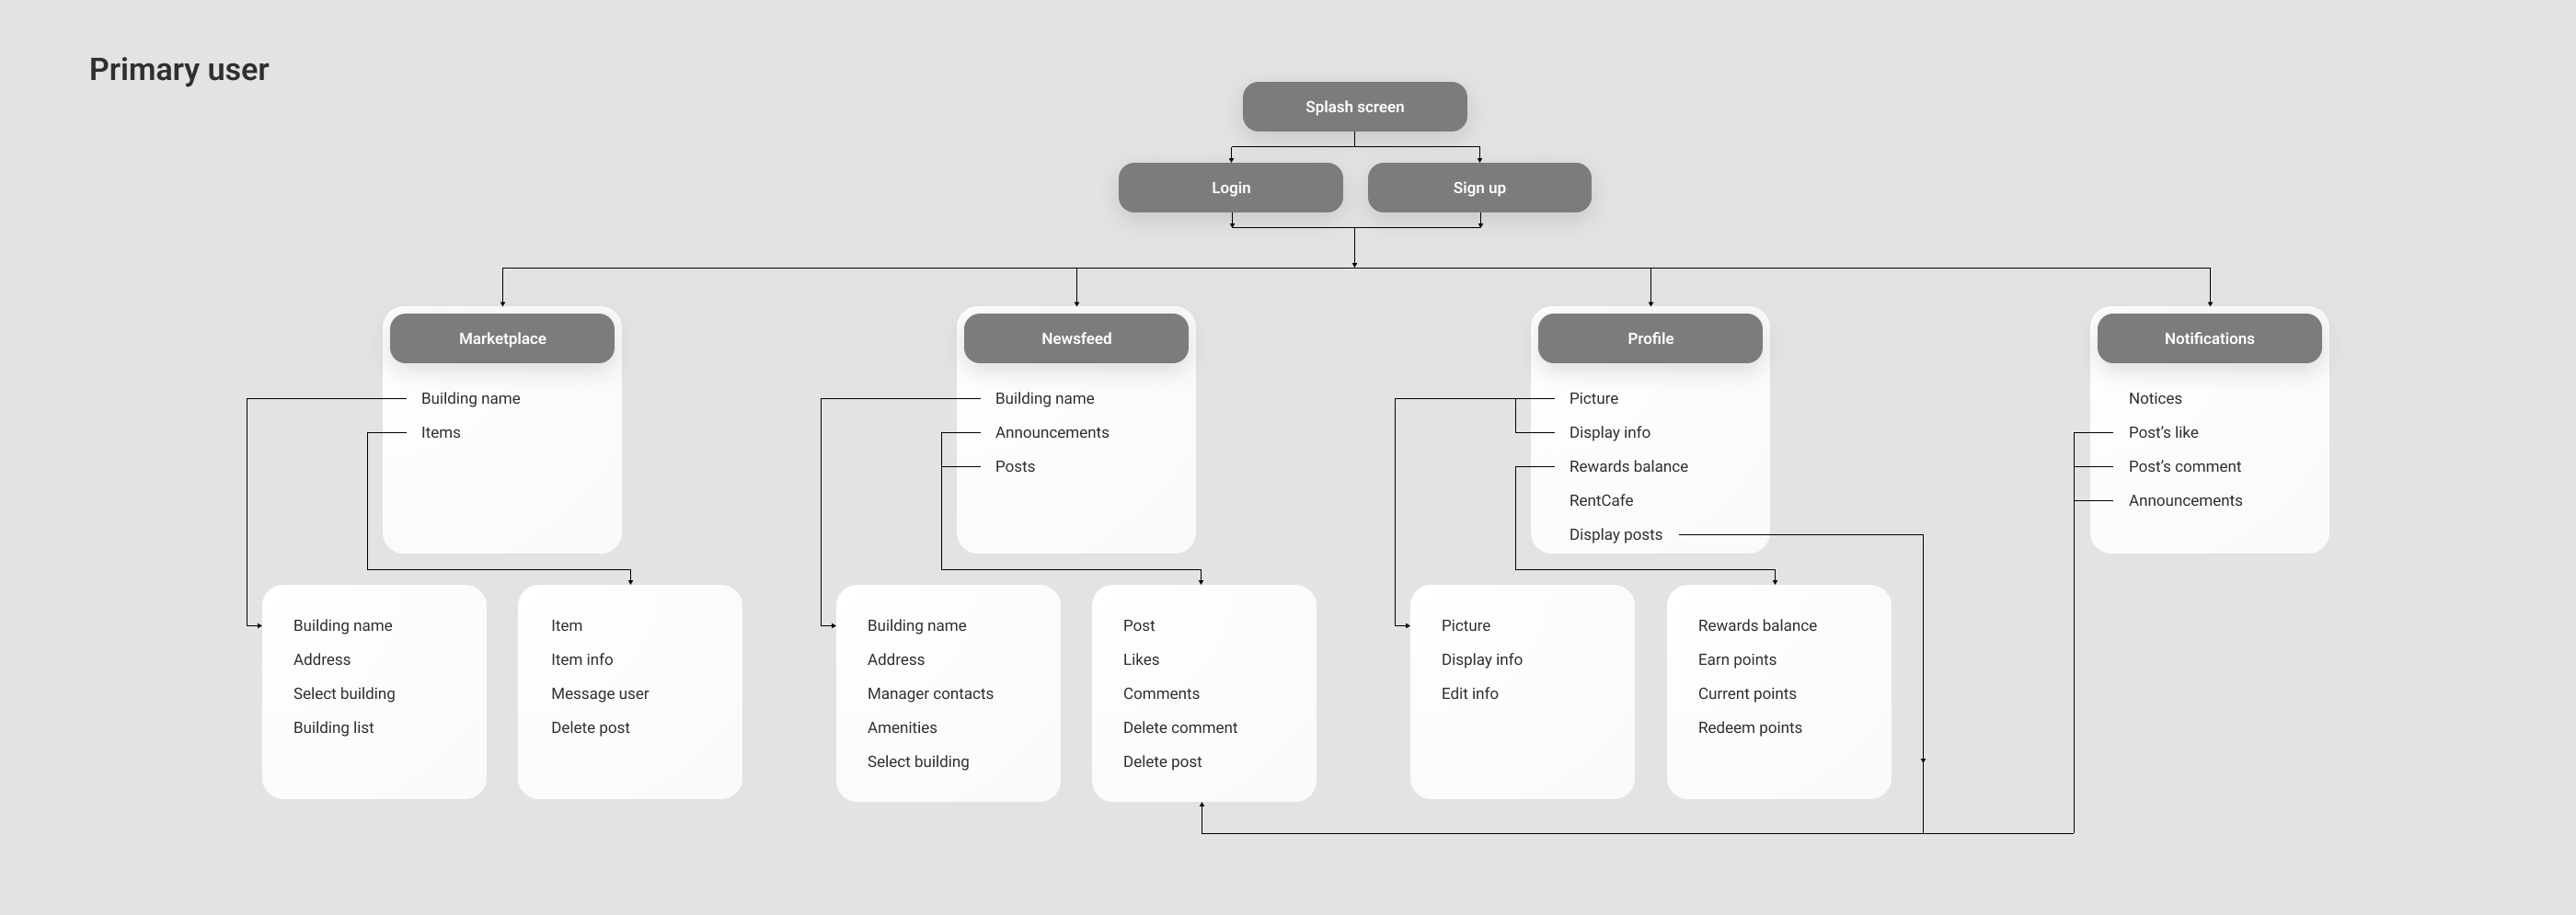 Primary user
Splash screen
Login
Sign up
Marketplace
Building name
Items
Newsfeed
Building name
Announcements
Posts
Profile
Picture
Display info
Rewards balance
RentCafe
Display posts
Notifications
Notices
Post’s like
Post’s comment
Announcements
Building name
Address
Select building
Building list
Item
Item info
Message user
Delete post
Building name
Address
Manager contacts
Amenities
Select building
Post
Likes
Comments
Delete comment
Delete post
Picture
Display info
Edit info
Rewards balance
Earn points
Current points
Redeem points